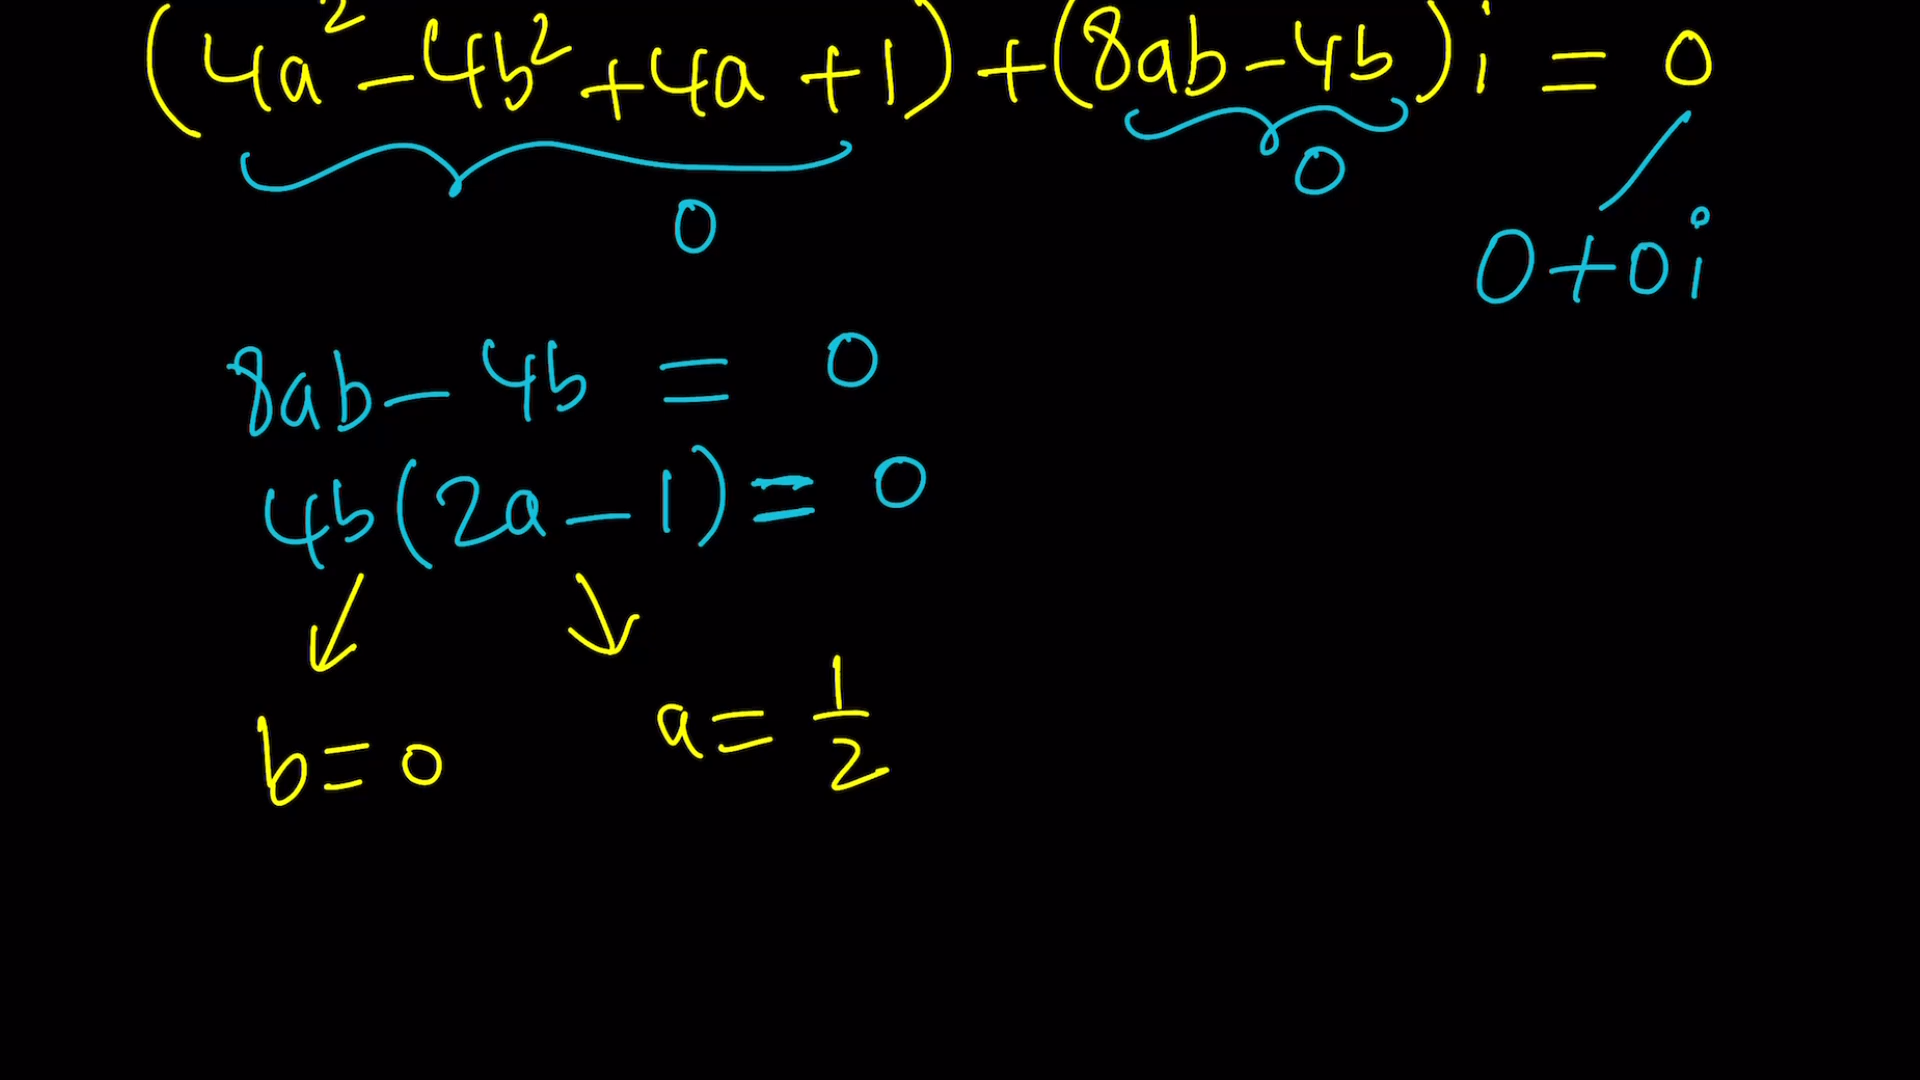 (4a² - 4b² + 4a + 1) + (8ab - 4b) i = 0
0
0
0 + 0i
8ab - 4b = 0
4b(2a - 1) = 0
b = 0
a = 1/2